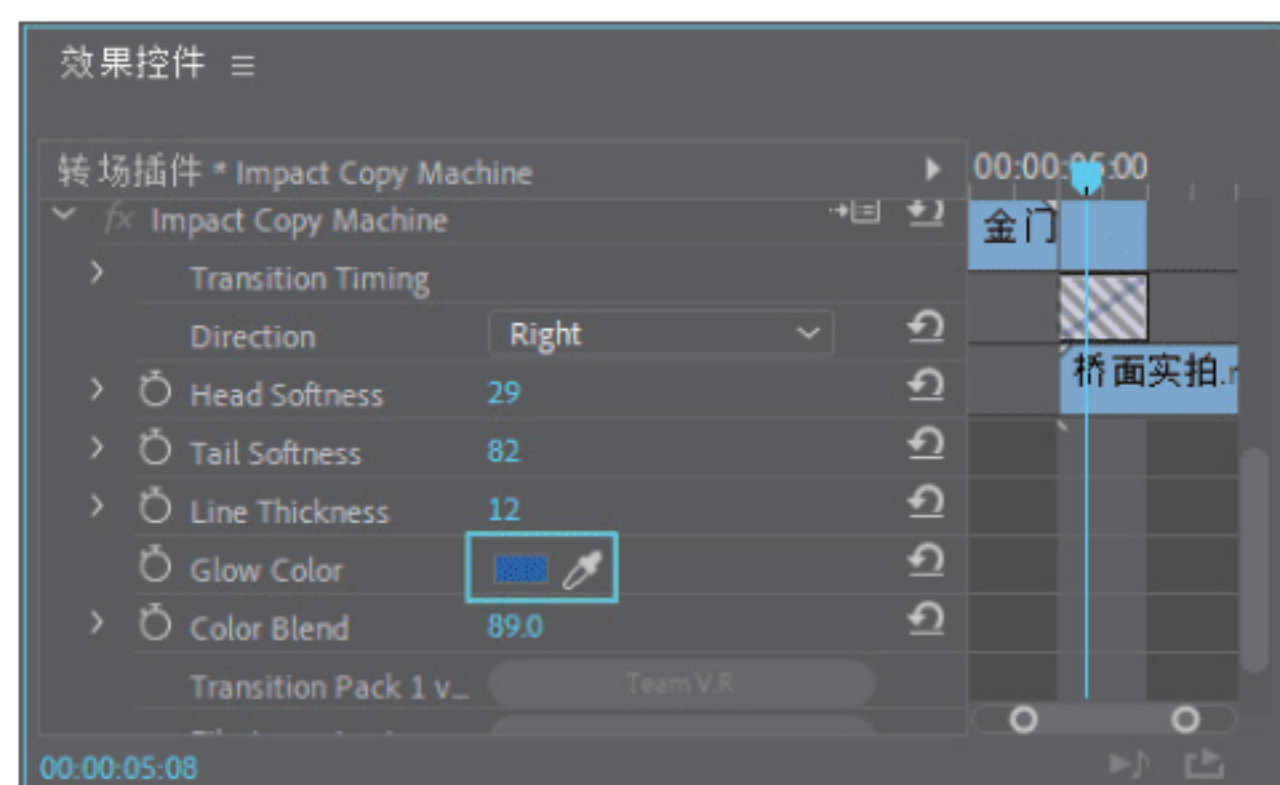 效果控件
转场插件 * Impact Copy Machine 00:00:05:00
fx Impact Copy Machine 金门
Transition Timing
Direction Right
桥面实拍.
Head Softness 29
Tail Softness 82
Line Thickness 12
Glow Color
Color Blend 89.0
Transition Pack 1 v... TeamV.R
00:00:05:08